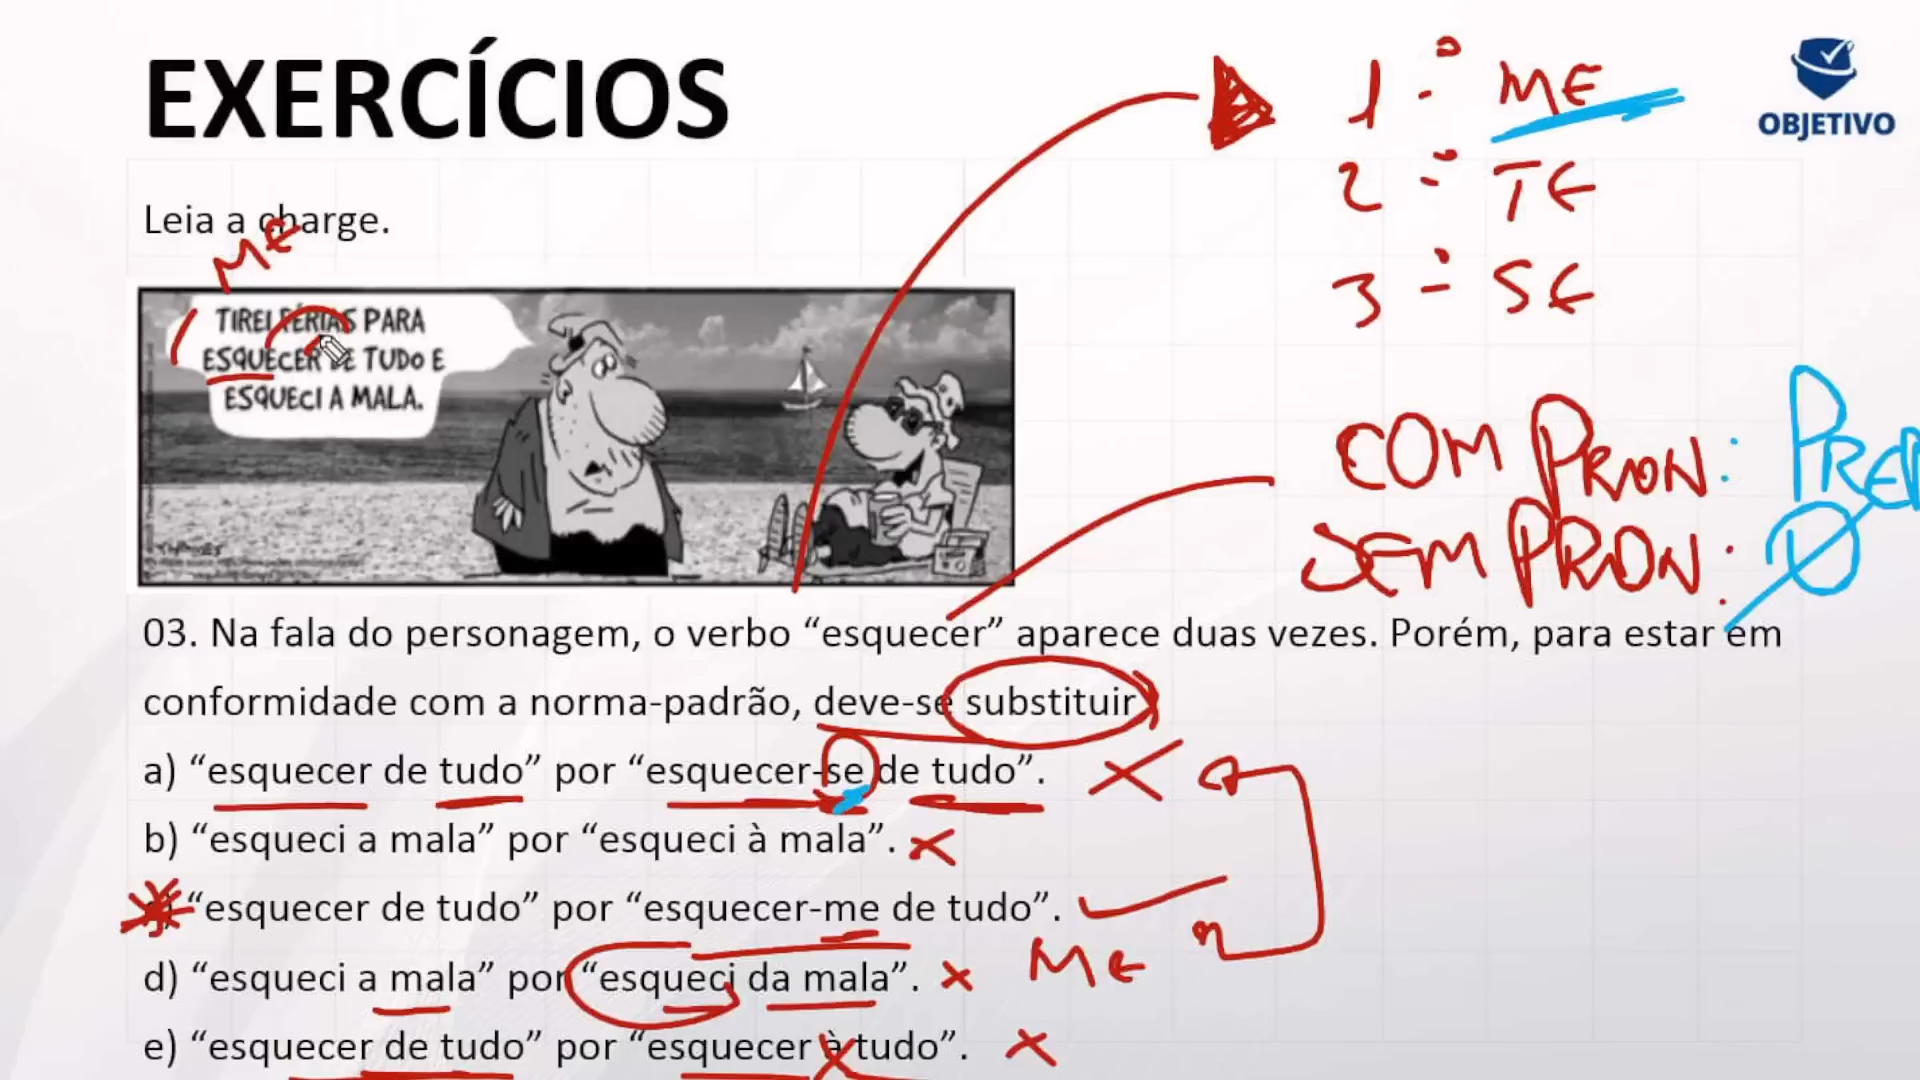 EXERCÍCIOS
1ª: ME
OBJETIVO
2ª: TE
3ª: SE
Leia a charge.
ME
TIREI FÉRIAS PARA
ESQUECER DE TUDO E
ESQUECI A MALA.
COM PRON: PREP
SEM PRON: Ø
03. Na fala do personagem, o verbo “esquecer” aparece duas vezes. Porém, para estar em
conformidade com a norma-padrão, deve-se substituir
a) “esquecer de tudo” por “esquecer-se de tudo”.
b) “esqueci a mala” por “esqueci à mala”.
c) “esquecer de tudo” por “esquecer-me de tudo”.
d) “esqueci a mala” por “esqueci da mala”.
ME
e) “esquecer de tudo” por “esquecer à tudo”.